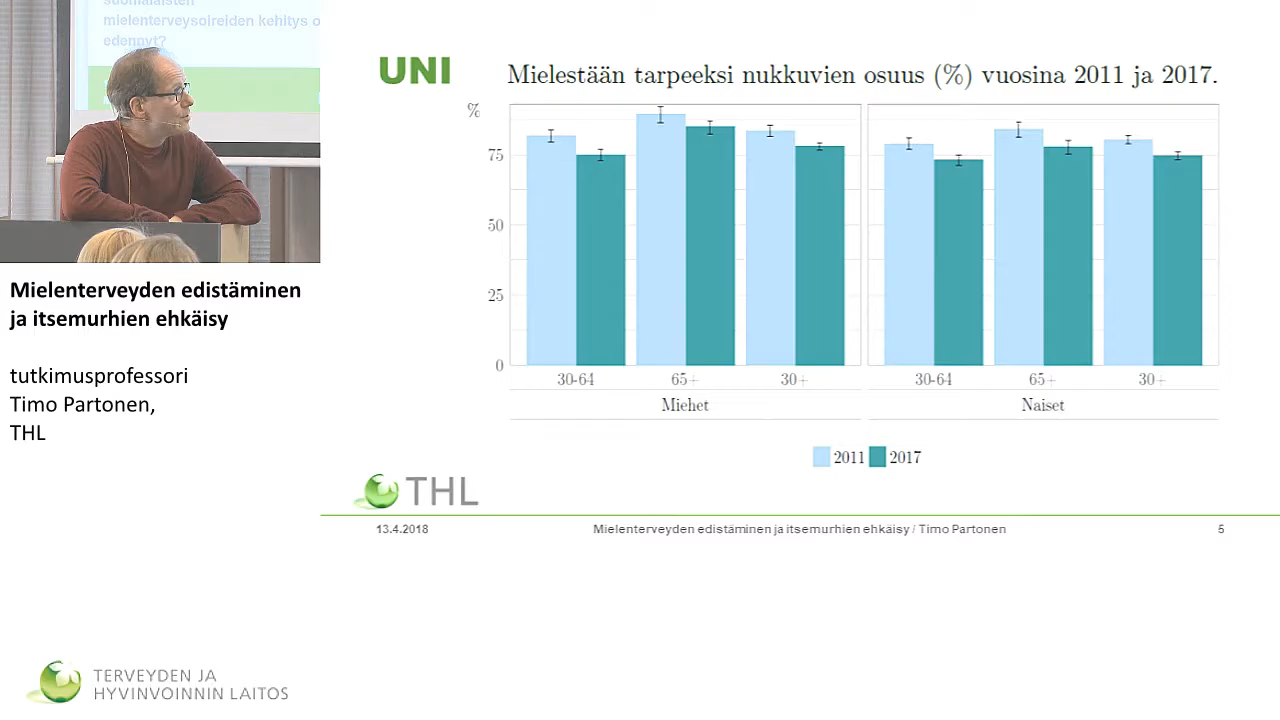 suomalaisten
mielenterveysoireiden kehitys o
edennyt?
Mielenterveyden edistäminen
ja itsemurhien ehkäisy
tutkimusprofessori
Timo Partonen,
THL
UNI
Mielestään tarpeeksi nukkuvien osuus (%) vuosina 2011 ja 2017.
%
75
50
25
0
30-64 65+ 30+ 30-64 65+ 30+
Miehet Naiset
2011 2017
THL
13.4.2018 Mielenterveyden edistäminen ja itsemurhien ehkäisy / Timo Partonen 5
TERVEYDEN JA
HYVINVOINNIN LAITOS